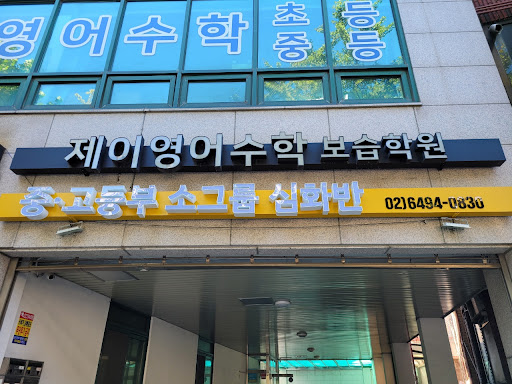 영어수학 초등
중등
제이영어수학 보습학원
중·고등부 소그룹 심화반 02)6494-0836